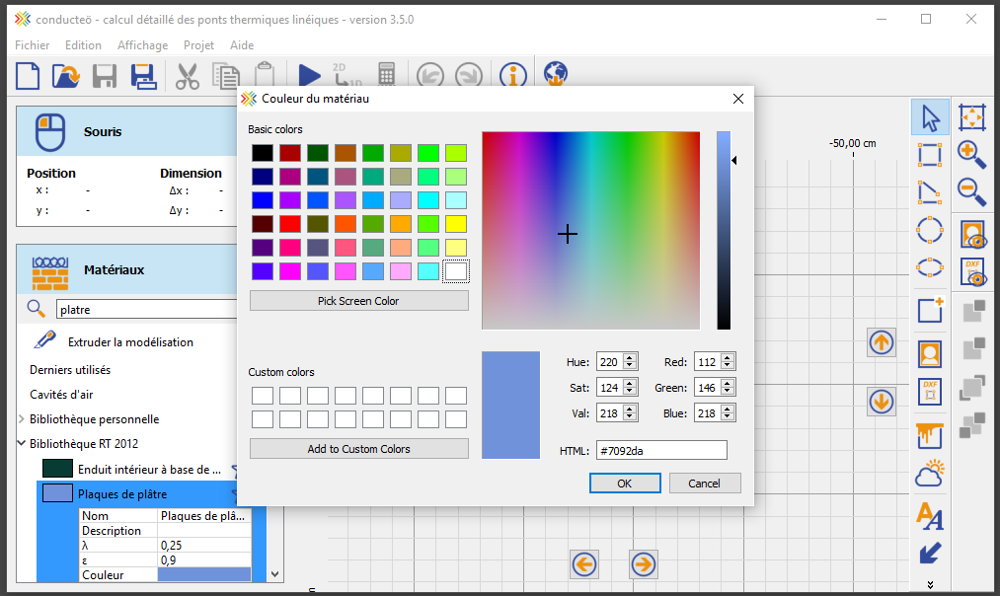 conducteö - calcul détaillé des ponts thermiques linéiques - version 3.5.0
Fichier Edition Affichage Projet Aide
2D
1D
Couleur du matériau
Souris
Position Dimension
x : - Δx : -
y : - Δy : -
Matériaux
platre
Extruder la modélisation
Derniers utilisés
Cavités d'air
Bibliothèque personnelle
Bibliothèque RT 2012
Enduit intérieur à base de ...
Plaques de plâtre
Nom Plaques de plâ...
Description
λ 0,25
ε 0,9
Couleur
Basic colors
Pick Screen Color
Custom colors
Add to Custom Colors
Hue: 220 Red: 112
Sat: 124 Green: 146
Val: 218 Blue: 218
HTML: #7092da
OK Cancel
-50,00 cm
DXF
DXF
AA